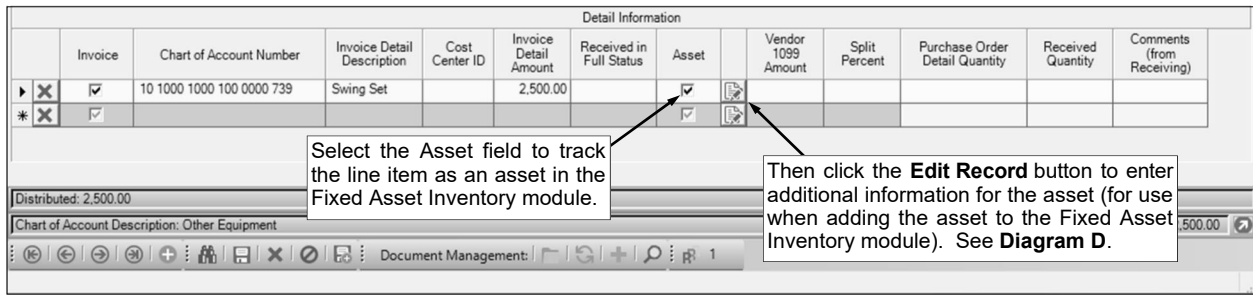 Detail Information
Invoice
Chart of Account Number
Invoice Detail
Description
Cost
Center ID
Invoice
Detail
Amount
Received in
Full Status
Asset
Vendor
1099
Amount
Split
Percent
Purchase Order
Detail Quantity
Received
Quantity
Comments
(from
Receiving)
10 1000 1000 100 0000 739
Swing Set
2,500.00
Select the Asset field to track
the line item as an asset in the
Fixed Asset Inventory module.
Then click the Edit Record button to enter
additional information for the asset (for use
when adding the asset to the Fixed Asset
Inventory module). See Diagram D.
Distributed: 2,500.00
Chart of Account Description: Other Equipment
,500.00
Document Management:
1